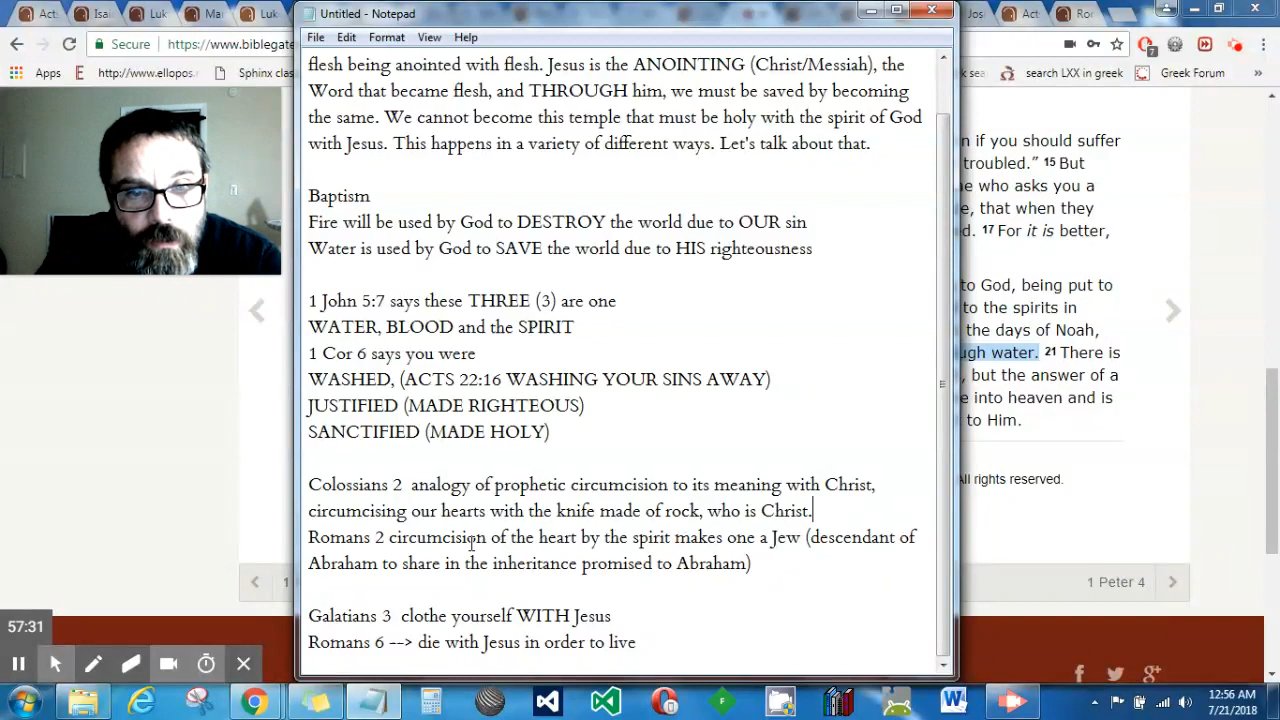 Act
Isai
Luk
Ma
Luk
Untitled - Notepad
Jo
Act
Ro
Secure
https://www.biblegate
Apps
http://www.ellopos.
Sphinx clas
search LXX in greek
Greek Forum
File Edit Format View Help
flesh being anointed with flesh. Jesus is the ANOINTING (Christ/Messiah), the
Word that became flesh, and THROUGH him, we must be saved by becoming
the same. We cannot become this temple that must be holy with the spirit of God
with Jesus. This happens in a variety of different ways. Let's talk about that.
Baptism
Fire will be used by God to DESTROY the world due to OUR sin
Water is used by God to SAVE the world due to HIS righteousness
1 John 5:7 says these THREE (3) are one
WATER, BLOOD and the SPIRIT
1 Cor 6 says you were
WASHED, (ACTS 22:16 WASHING YOUR SINS AWAY)
JUSTIFIED (MADE RIGHTEOUS)
SANCTIFIED (MADE HOLY)
Colossians 2 analogy of prophetic circumcision to its meaning with Christ,
circumcising our hearts with the knife made of rock, who is Christ.
Romans 2 circumcision of the heart by the spirit makes one a Jew (descendant of
Abraham to share in the inheritance promised to Abraham)
Galatians 3 clothe yourself WITH Jesus
Romans 6 --> die with Jesus in order to live
n if you should suffer
troubled.” 15 But
e who asks you a
e, that when they
d. 17 For it is better,
to God, being put to
to the spirits in
the days of Noah,
ugh water. 21 There is
, but the answer of a
e into heaven and is
to Him.
All rights reserved.
1
1 Peter 4
57:31
12:56 AM
7/21/2018